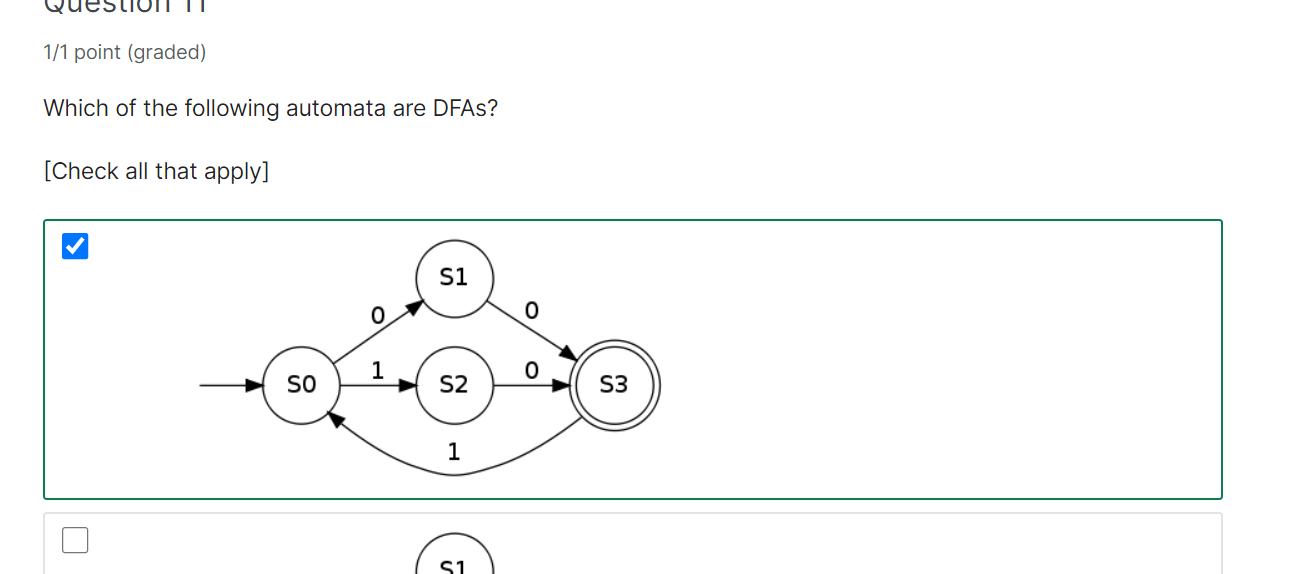 Question 11
1/1 point (graded)
Which of the following automata are DFAs?
[Check all that apply]
S1
0
0
1
0
S0
S2
S3
1
S1